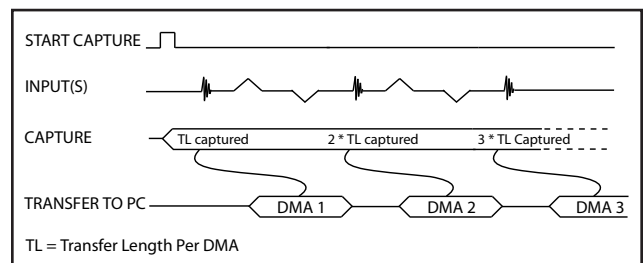 START CAPTURE
INPUT(S)
CAPTURE TL captured 2 * TL captured 3 * TL Captured
TRANSFER TO PC DMA 1 DMA 2 DMA 3
TL = Transfer Length Per DMA